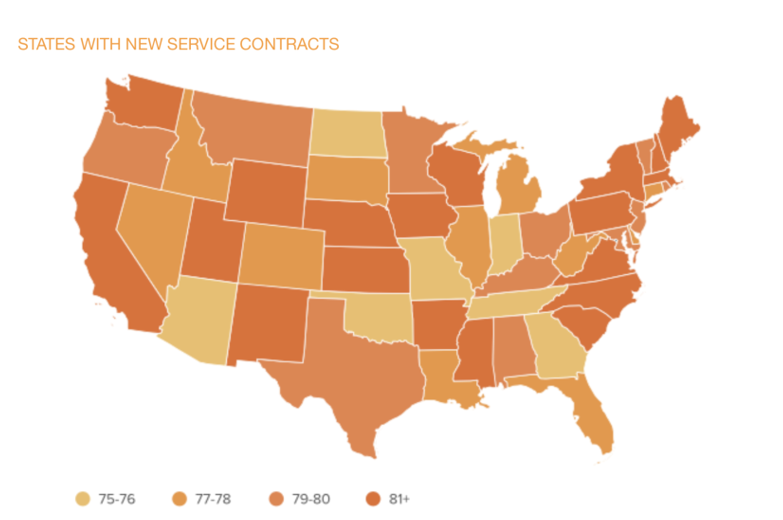 STATES WITH NEW SERVICE CONTRACTS
75-76 77-78 79-80 81+